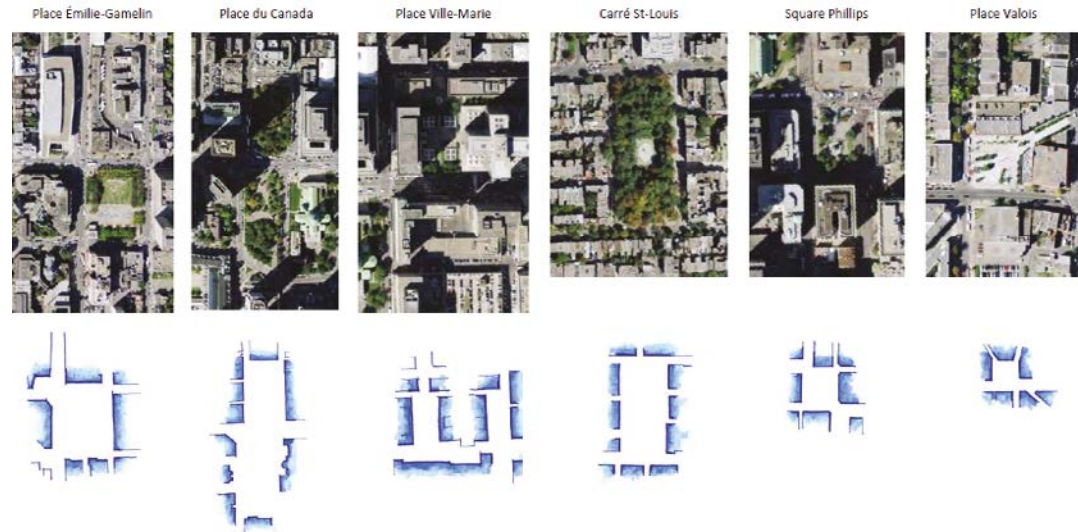 Place Émilie-Gamelin
Place du Canada
Place Ville-Marie
Carré St-Louis
Square Phillips
Place Valois